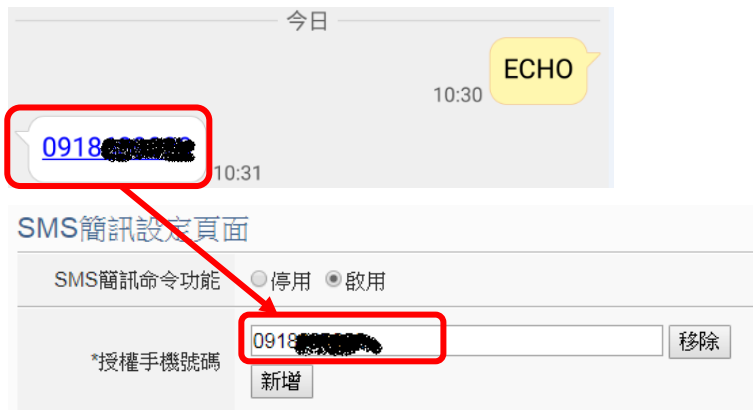 今日
ECHO
10:30
0918
10:31
SMS簡訊設定頁面
SMS簡訊命令功能 停用 啟用
*授權手機號碼 0918 移除
新增